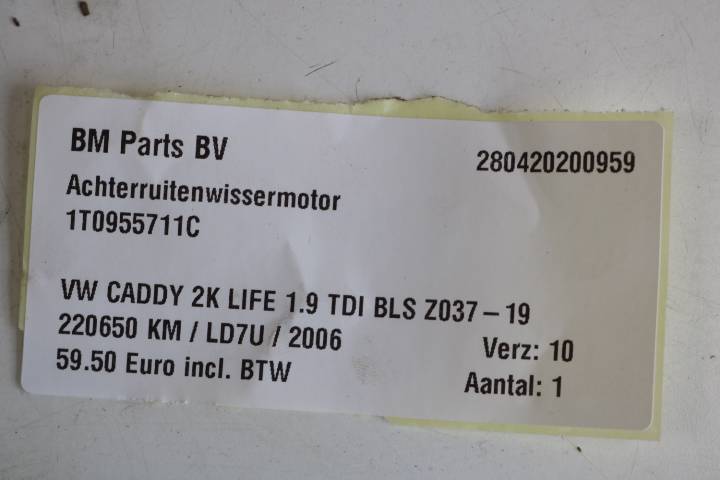 BM Parts BV
280420200959
Achterruitenwissermotor
1T0955711C
VW CADDY 2K LIFE 1.9 TDI BLS Z037-19
220650 KM / LD7U / 2006
Verz: 10
59.50 Euro incl. BTW
Aantal: 1